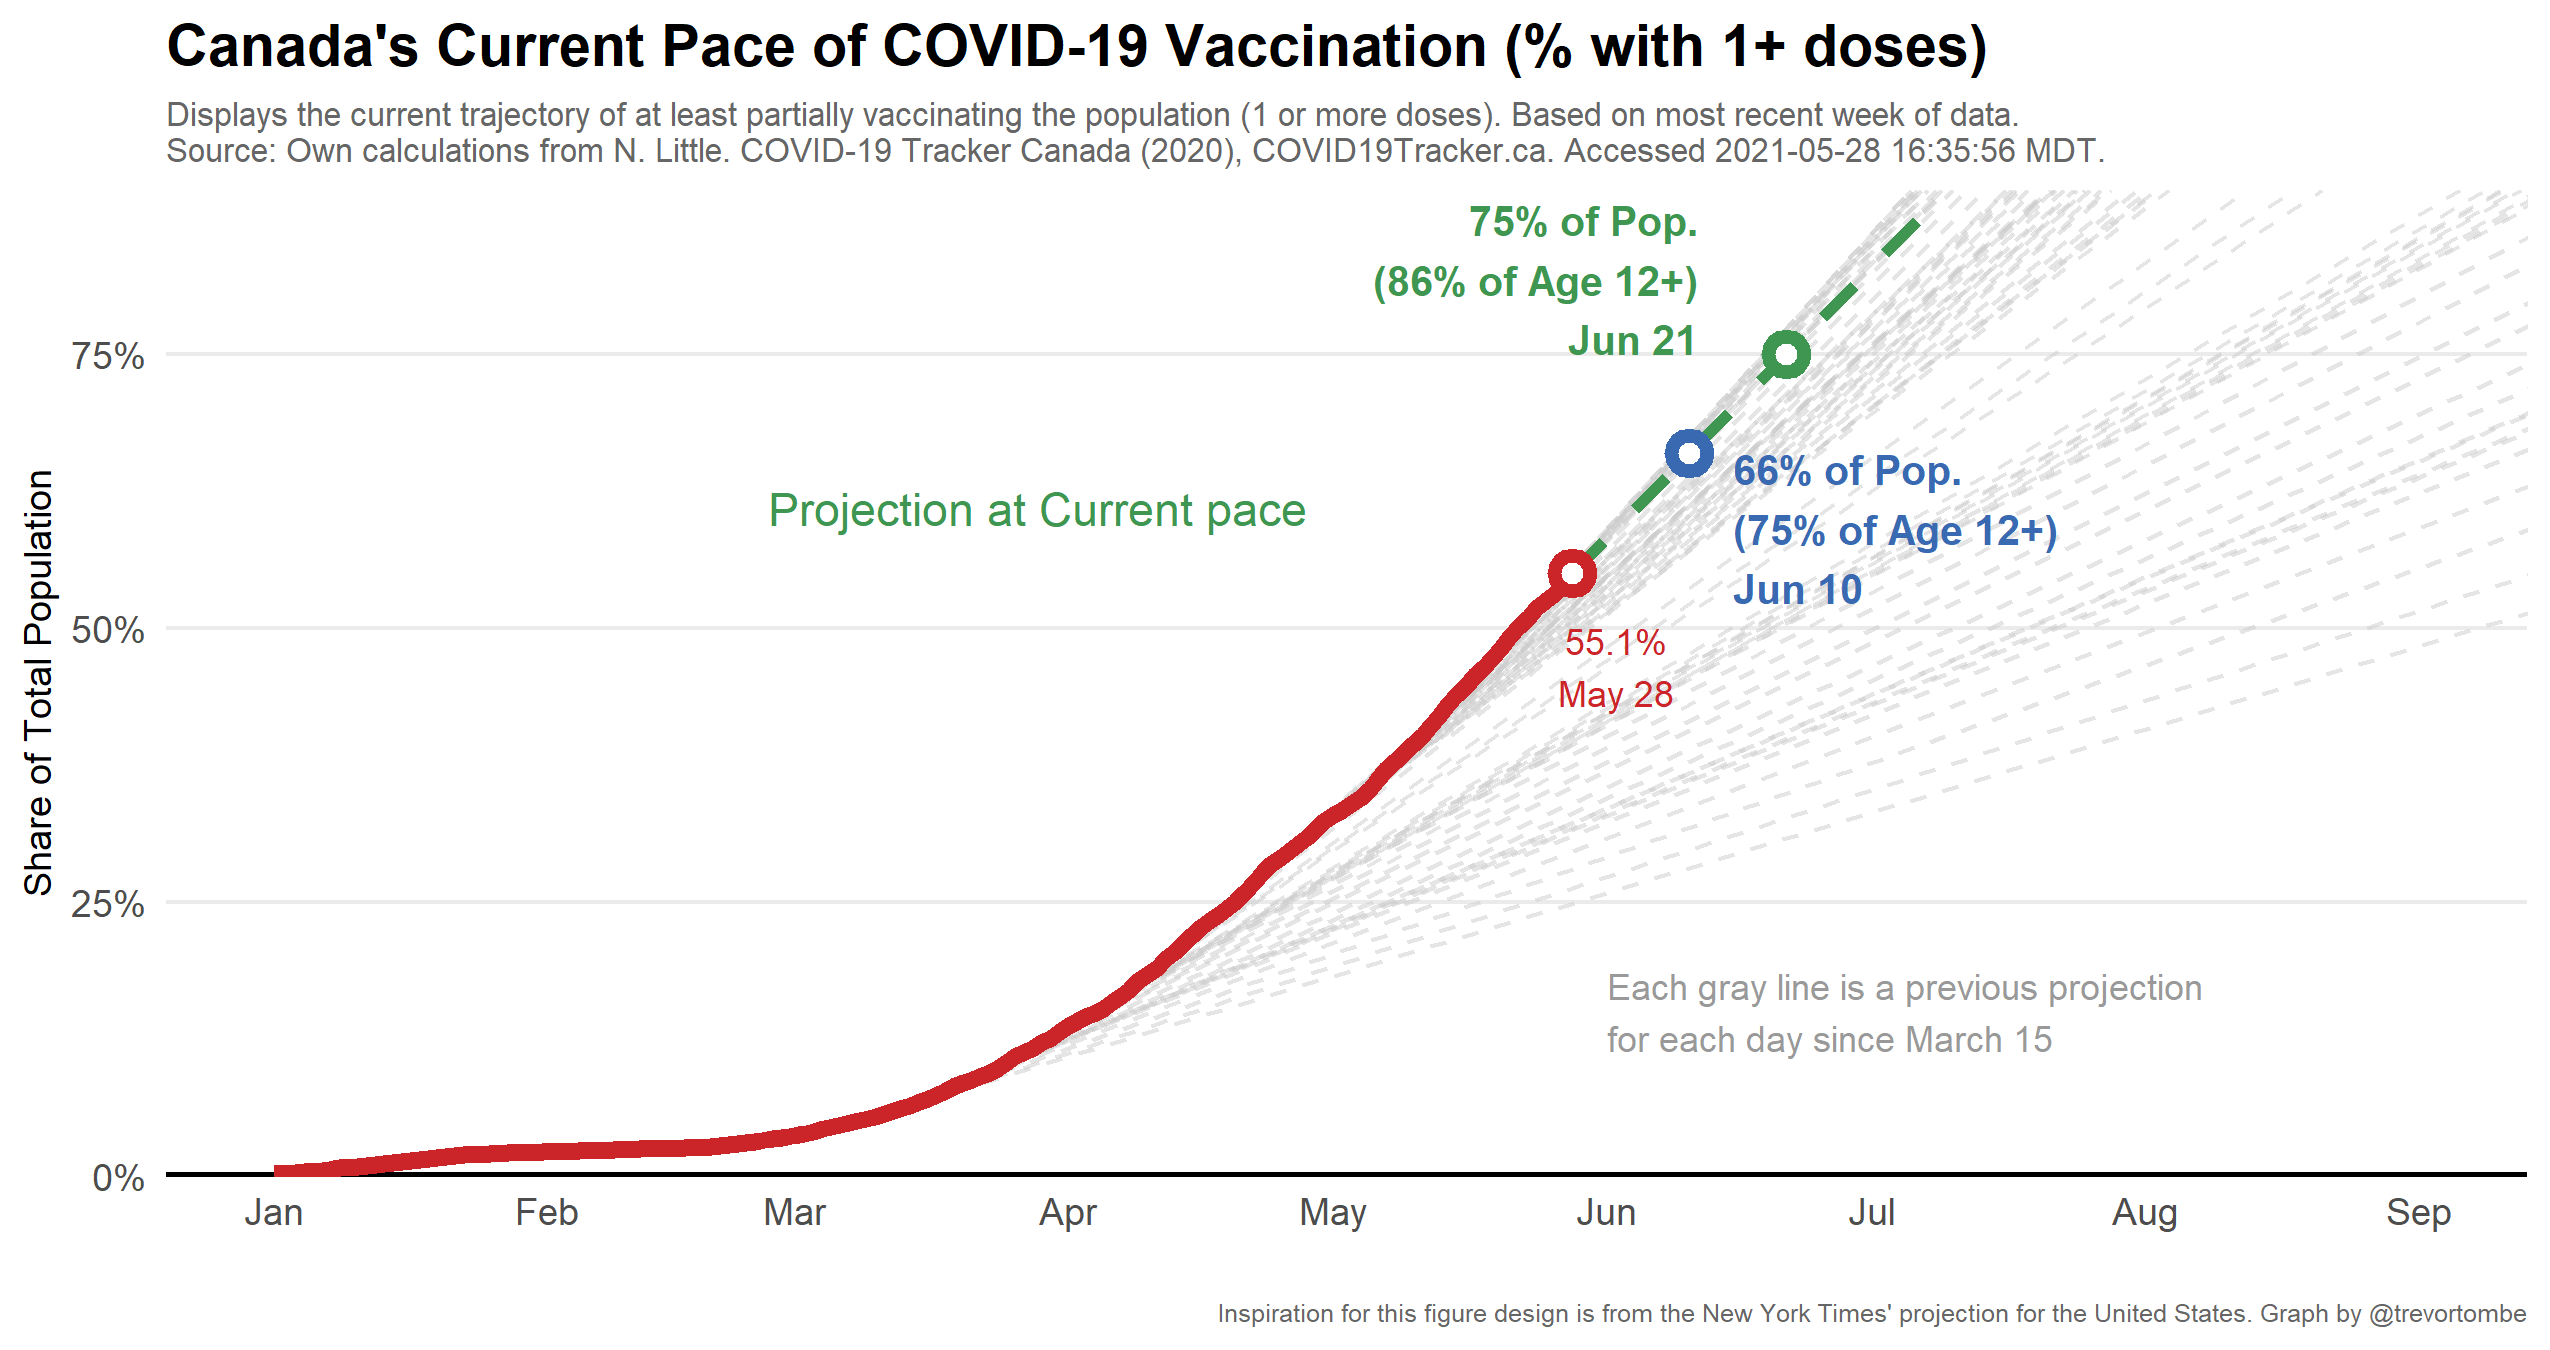 Canada's Current Pace of COVID-19 Vaccination (% with 1+ doses)
Displays the current trajectory of at least partially vaccinating the population (1 or more doses). Based on most recent week of data.
Source: Own calculations from N. Little. COVID-19 Tracker Canada (2020), COVID19Tracker.ca. Accessed 2021-05-28 16:35:56 MDT.
75% of Pop.
(86% of Age 12+)
Jun 21
75%
66% of Pop.
(75% of Age 12+)
Jun 10
Projection at Current pace
50%
55.1%
May 28
Share of Total Population
25%
Each gray line is a previous projection
for each day since March 15
0%
Jan Feb Mar Apr May Jun Jul Aug Sep
Inspiration for this figure design is from the New York Times' projection for the United States. Graph by @trevortombe